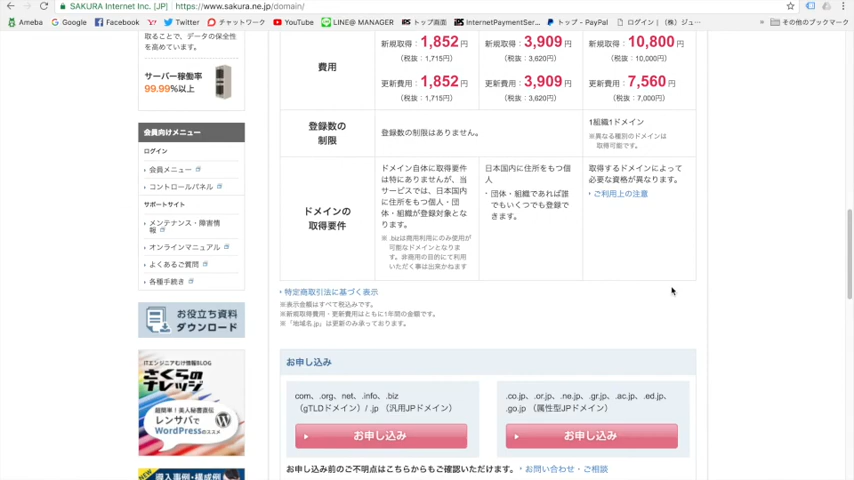 SAKURA Internet Inc. [JP] https://www.sakura.ne.jp/domain/
Ameba Google Facebook Twitter チャットワーク YouTube LINE@ MANAGER トップ画面 InternetPaymentServ... トップ - PayPal ログイン | (株)「ジュ… » その他のブックマーク
取ることで、データの保全性
を高めています。
サーバー稼働率
99.99%以上
会員向けメニュー
ログイン
会員メニュー
コントロールパネル
サポートサイト
メンテナンス・障害情
報
オンラインマニュアル
よくあるご質問
各種手続き
お役立ち資料
ダウンロード
ITエンジニアむけ情報BLOG
さくらの
ナレッジ
超簡単!素人秘書直伝
レンサバで
WordPressのススメ
NEW
導入事例・構成例
費用
新規取得:1,852円
(税抜:1,715円)
更新費用:1,852円
(税抜:1,715円)
新規取得:3,909円
(税抜:3,620円)
更新費用:3,909円
(税抜:3,620円)
新規取得:10,800円
(税抜:10,000円)
更新費用:7,560円
(税抜:7,000円)
登録数の
制限
登録数の制限はありません。
1組織1ドメイン
※異なる種別のドメインは
取得可能です。
ドメインの
取得要件
ドメイン自体に取得要件
は特にありませんが、当
サービスでは、日本国内
に住所をもつ個人・団
体・組織が登録対象とな
ります。
※ .bizは商用利用にのみ使用が
可能なドメインとなりま
す。非商用の目的にて利用
いただく事は出来かねます
日本国内に住所をもつ個
人
・団体・組織であれば誰
でもいくつでも登録で
きます。
取得するドメインによって
必要な資格が異なります。
ご利用上の注意
特定商取引法に基づく表示
※表示金額はすべて税込みです。
※新規取得費用・更新費用はともに1年間の金額です。
※「地域名.jp」は更新のみ承っております。
お申し込み
com、.org、net、.info、.biz
(gTLDドメイン) / .jp (汎用JPドメイン)
お申し込み
.co.jp、.or.jp、.ne.jp、.gr.jp、.ac.jp、.ed.jp、
.go.jp (属性型JPドメイン)
お申し込み
お申し込み前のご不明点はこちらからもご確認いただけます。・お問い合わせ・ご相談